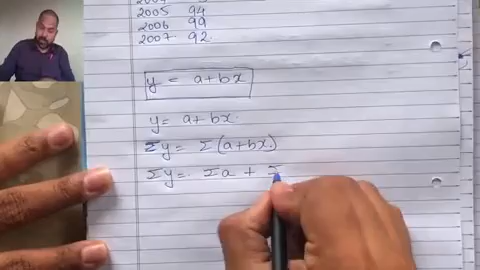 2005 94
2006 99
2007 92.
y = a+bx
y = a+bx.
Σy = Σ(a+bx.)
Σy =. Σa + Σ